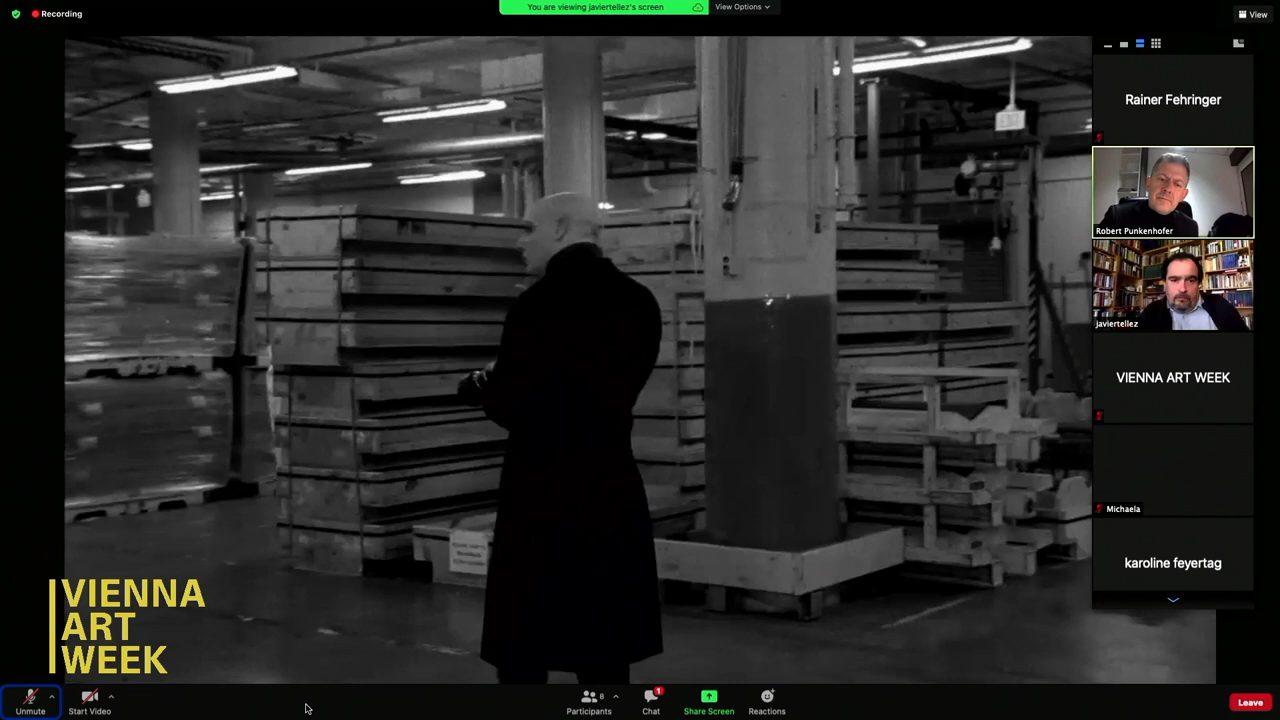 Recording
You are viewing javiertellez's screen
View Options
View
Rainer Fehringer
Robert Punkenhofer
javiertellez
VIENNA ART WEEK
Michaela
karoline feyertag
VIENNA
ART
WEEK
Unmute
Start Video
Participants
6
Chat
1
Share Screen
Reactions
Leave